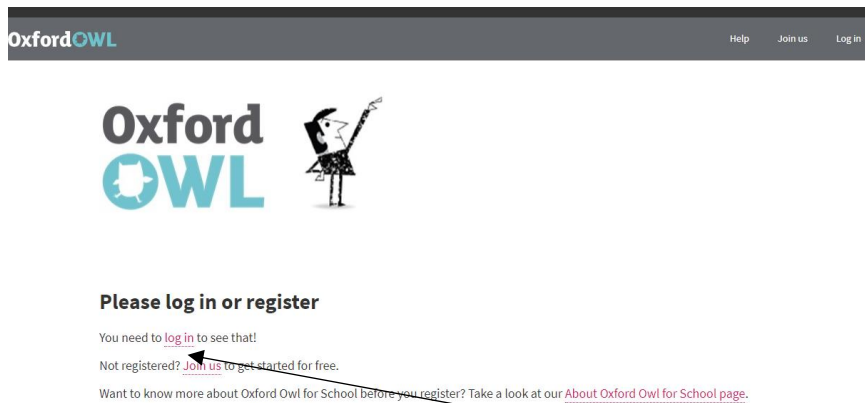 OxfordOWL
Help Join us Log in
Oxford
OWL
Please log in or register
You need to log in to see that!
Not registered? Join us to get started for free.
Want to know more about Oxford Owl for School before you register? Take a look at our About Oxford Owl for School page.